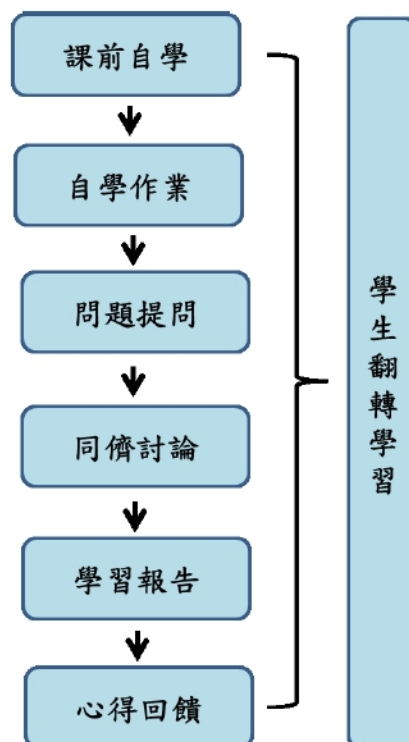 課前自學
自學作業
問題提問
同儕討論
學習報告
心得回饋
學生翻轉學習